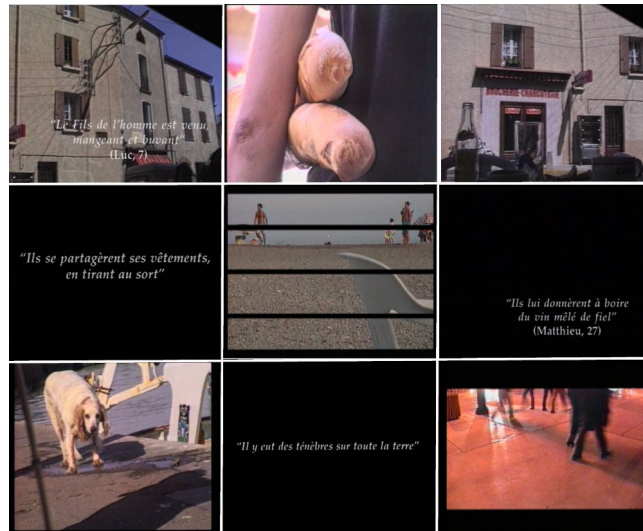 "Le Fils de l'homme est venu,
mangeant et buvant"
(Luc, 7)
BOUCHERIE-CHARCUTERIE
"Ils se partagèrent ses vêtements,
en tirant au sort"
"Ils lui donnèrent à boire
du vin mêlé de fiel"
(Matthieu, 27)
"Il y eut des ténèbres sur toute la terre"